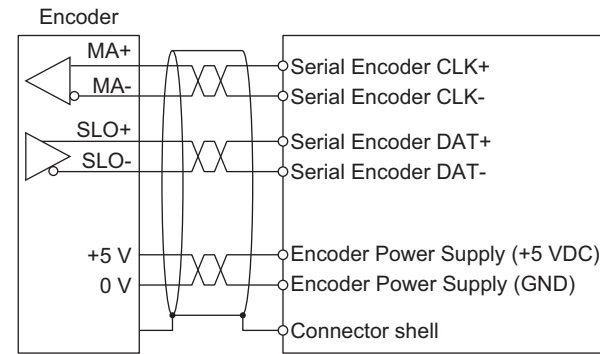 Encoder
MA+
Serial Encoder CLK+
MA-
Serial Encoder CLK-
SLO+
Serial Encoder DAT+
SLO-
Serial Encoder DAT-
+5 V
Encoder Power Supply (+5 VDC)
0 V
Encoder Power Supply (GND)
Connector shell